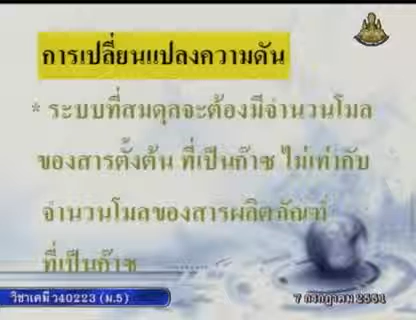 การเปลี่ยนแปลงความดัน
* ระบบที่สมดุลจะต้องมีจำนวนโมล
ของสารตั้งต้น ที่เป็นก๊าซ ไม่เท่ากับ
จำนวนโมลของสารผลิตภัณฑ์
ที่เป็นก๊าซ
วิชาเคมี ว40223 (ม.5)
7 กรกฎาคม 2551